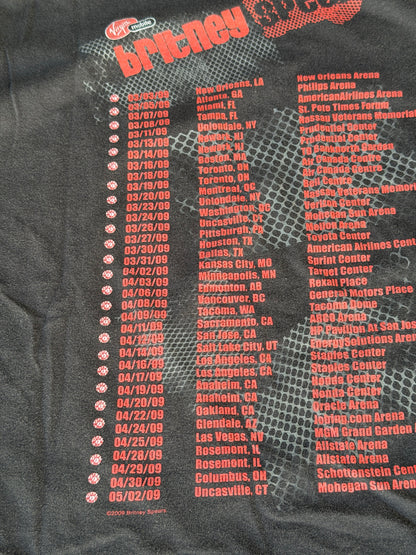 Virgin mobile
britney spears
03/03/09 New Orleans, LA New Orleans Arena
03/05/09 Atlanta, GA Philips Arena
03/07/09 Miami, FL AmericanAirlines Arena
03/08/09 Tampa, FL St. Pete Times Forum
03/11/09 Uniondale, NY Nassau Veterans Memorial
03/13/09 Newark, NJ Prudential Center
03/14/09 Newark, NJ Prudential Center
03/16/09 Boston, MA TD Banknorth Garden
03/18/09 Toronto, ON Air Canada Centre
03/19/09 Toronto, ON Air Canada Centre
03/20/09 Montreal, QC Bell Centre
03/23/09 Uniondale, NY Nassau Veterans Memorial
03/24/09 Washington, DC Verizon Center
03/26/09 Uncasville, CT Mohegan Sun Arena
03/27/09 Pittsburgh, PA Mellon Arena
03/30/09 Houston, TX Toyota Center
03/31/09 Dallas, TX American Airlines Cente
04/02/09 Kansas City, MO Sprint Center
04/03/09 Minneapolis, MN Target Center
04/06/09 Edmonton, AB Rexall Place
04/08/09 Vancouver, BC General Motors Place
04/09/09 Tacoma, WA Tacoma Dome
04/11/09 Sacramento, CA ARCO Arena
04/12/09 San Jose, CA HP Pavilion At San Jos
04/14/09 Salt Lake City, UT EnergySolutions Arena
04/16/09 Los Angeles, CA Staples Center
04/17/09 Los Angeles, CA Staples Center
04/19/09 Anaheim, CA Honda Center
04/20/09 Anaheim, CA Honda Center
04/22/09 Oakland, CA Oracle Arena
04/24/09 Glendale, AZ Jobing.com Arena
04/25/09 Las Vegas, NV MGM Grand Garden
04/28/09 Rosemont, IL Allstate Arena
04/29/09 Rosemont, IL Allstate Arena
04/30/09 Columbus, OH Schottenstein Cent
05/02/09 Uncasville, CT Mohegan Sun Aren
©2009 Britney Spears